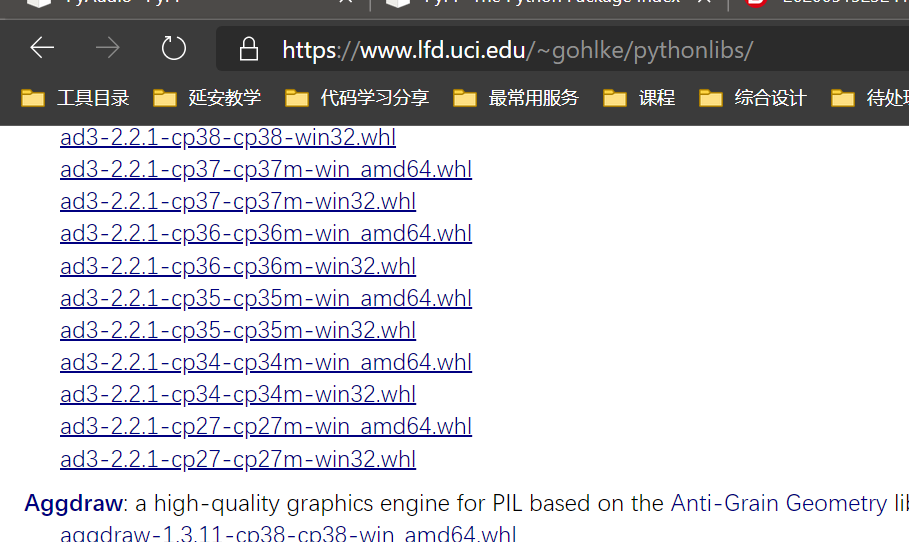 https://www.lfd.uci.edu/~gohlke/pythonlibs/
工具目录 延安教学 代码学习分享 最常用服务 课程 综合设计 待处理
ad3-2.2.1-cp38-cp38-win32.whl
ad3-2.2.1-cp37-cp37m-win_amd64.whl
ad3-2.2.1-cp37-cp37m-win32.whl
ad3-2.2.1-cp36-cp36m-win_amd64.whl
ad3-2.2.1-cp36-cp36m-win32.whl
ad3-2.2.1-cp35-cp35m-win_amd64.whl
ad3-2.2.1-cp35-cp35m-win32.whl
ad3-2.2.1-cp34-cp34m-win_amd64.whl
ad3-2.2.1-cp34-cp34m-win32.whl
ad3-2.2.1-cp27-cp27m-win_amd64.whl
ad3-2.2.1-cp27-cp27m-win32.whl
Aggdraw: a high-quality graphics engine for PIL based on the Anti-Grain Geometry lib
aggdraw-1.3.11-cp38-cp38-win_amd64.whl